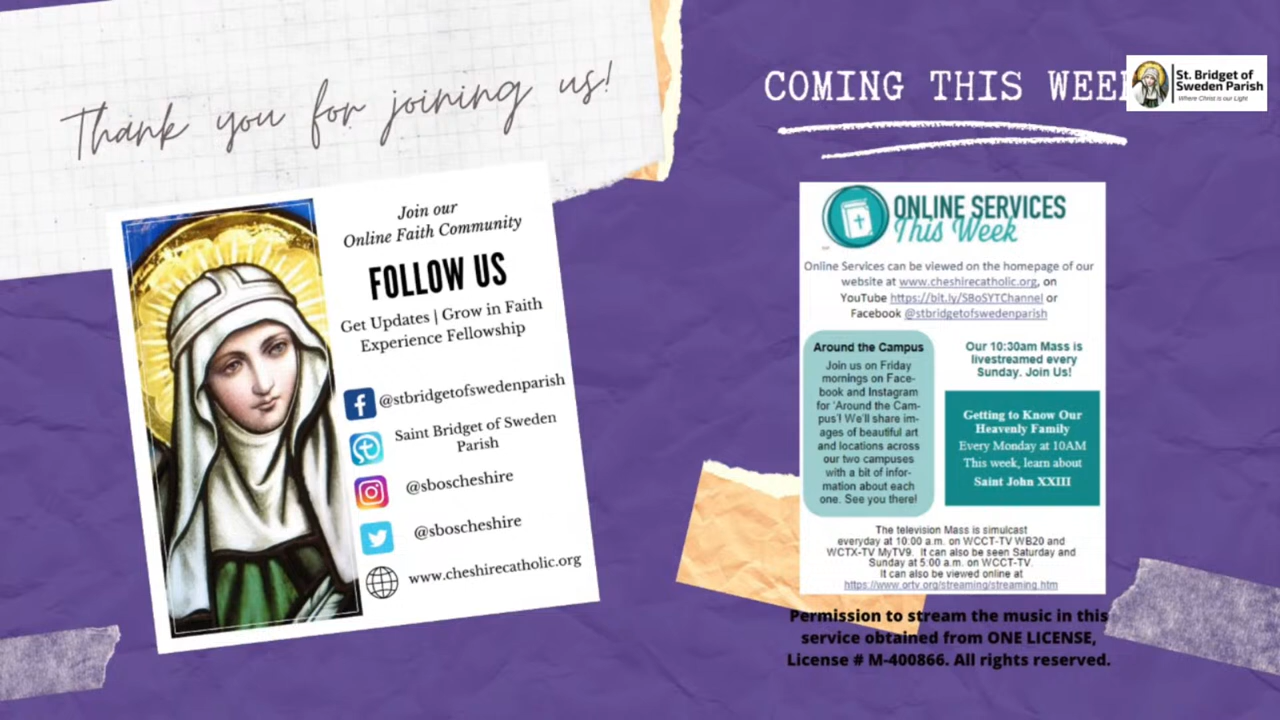 Thank you for joining us!
Join our
Online Faith Community
FOLLOW US
Get Updates | Grow in Faith
Experience Fellowship
@stbridgetofswedenparish
Saint Bridget of Sweden
Parish
@sboscheshire
@sboscheshire
www.cheshirecatholic.org
COMING THIS WEE
St. Bridget of
Sweden Parish
Where Christ is our Light
ONLINE SERVICES
This Week
Online Services can be viewed on the homepage of our
website at www.cheshirecatholic.org, on
YouTube https://bit.ly/SBoSYTChannel or
Facebook @stbridgetofswedenparish
Around the Campus
Join us on Friday
mornings on Face-
book and Instagram
for 'Around the Cam-
pus'! We'll share im-
ages of beautiful art
and locations across
our two campuses
with a bit of infor-
mation about each
one. See you there!
Our 10:30am Mass is
livestreamed every
Sunday. Join Us!
Getting to Know Our
Heavenly Family
Every Monday at 10AM
This week, learn about
Saint John XXIII
The television Mass is simulcast
everyday at 10:00 a.m. on WCCT-TV WB20 and
WCTX-TV MyTV9. It can also be seen Saturday and
Sunday at 5:00 a.m. on WCCT-TV.
It can also be viewed online at
https://www.ortv.org/streaming/streaming.htm
Permission to stream the music in this
service obtained from ONE LICENSE,
License # M-400866. All rights reserved.